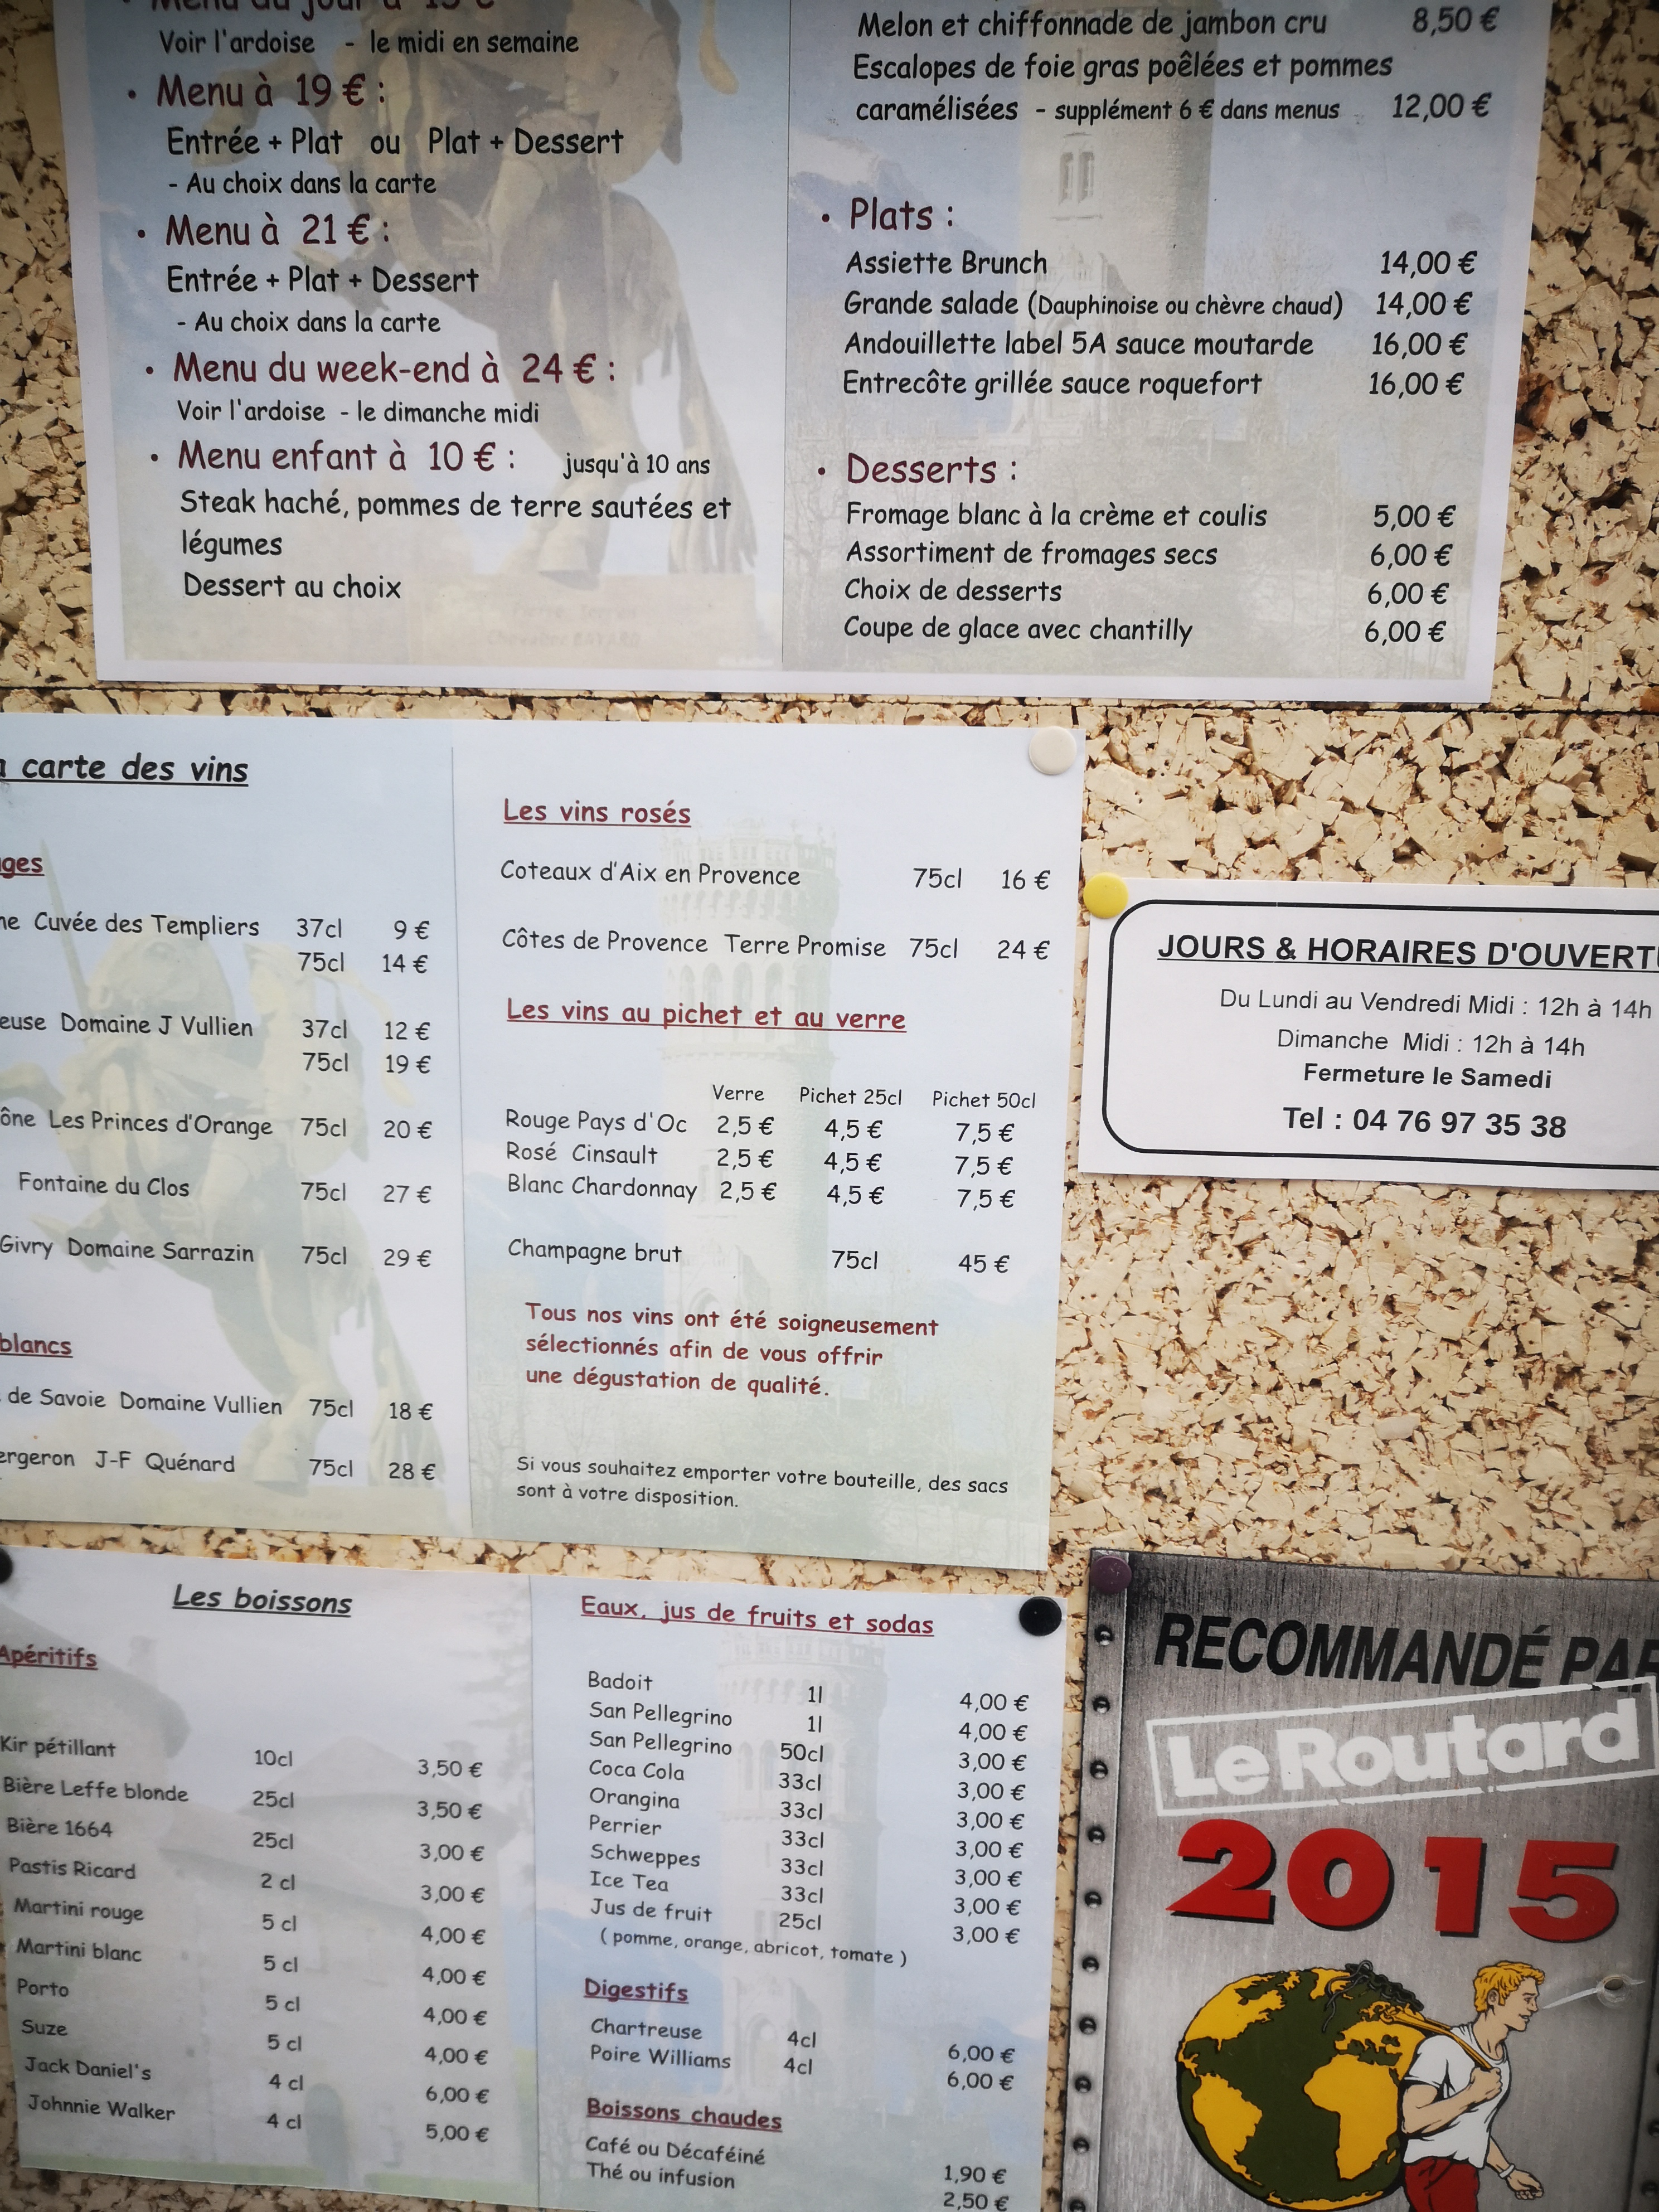 Menu du jour à 15 €
Voir l'ardoise - le midi en semaine
• Menu à 19 € :
Entrée + Plat ou Plat + Dessert
- Au choix dans la carte
• Menu à 21 € :
Entrée + Plat + Dessert
- Au choix dans la carte
• Menu du week-end à 24 € :
Voir l'ardoise - le dimanche midi
• Menu enfant à 10 € : jusqu'à 10 ans
Steak haché, pommes de terre sautées et
légumes
Dessert au choix
Melon et chiffonnade de jambon cru 8,50 €
Escalopes de foie gras poêlées et pommes
caramélisées - supplément 6 € dans menus 12,00 €
• Plats :
Assiette Brunch 14,00 €
Grande salade (Dauphinoise ou chèvre chaud) 14,00 €
Andouillette label 5A sauce moutarde 16,00 €
Entrecôte grillée sauce roquefort 16,00 €
• Desserts :
Fromage blanc à la crème et coulis 5,00 €
Assortiment de fromages secs 6,00 €
Choix de desserts 6,00 €
Coupe de glace avec chantilly 6,00 €
carte des vins
ges
ne Cuvée des Templiers 37cl 9 €
75cl 14 €
euse Domaine J Vullien 37cl 12 €
75cl 19 €
ône Les Princes d'Orange 75cl 20 €
Fontaine du Clos 75cl 27 €
Givry Domaine Sarrazin 75cl 29 €
blancs
de Savoie Domaine Vullien 75cl 18 €
ergeron J-F Quénard 75cl 28 €
Les vins rosés
Coteaux d'Aix en Provence 75cl 16 €
Côtes de Provence Terre Promise 75cl 24 €
Les vins au pichet et au verre
Verre Pichet 25cl Pichet 50cl
Rouge Pays d'Oc 2,5 € 4,5 € 7,5 €
Rosé Cinsault 2,5 € 4,5 € 7,5 €
Blanc Chardonnay 2,5 € 4,5 € 7,5 €
Champagne brut 75cl 45 €
Tous nos vins ont été soigneusement
sélectionnés afin de vous offrir
une dégustation de qualité.
Si vous souhaitez emporter votre bouteille, des sacs
sont à votre disposition.
JOURS & HORAIRES D'OUVERT
Du Lundi au Vendredi Midi : 12h à 14h
Dimanche Midi : 12h à 14h
Fermeture le Samedi
Tel : 04 76 97 35 38
Les boissons
Apéritifs
Kir pétillant 10cl 3,50 €
Bière Leffe blonde 25cl 3,50 €
Bière 1664 25cl 3,00 €
Pastis Ricard 2 cl 3,00 €
Martini rouge 5 cl 4,00 €
Martini blanc 5 cl 4,00 €
Porto 5 cl 4,00 €
Suze 5 cl 4,00 €
Jack Daniel's 4 cl 6,00 €
Johnnie Walker 4 cl 5,00 €
Eaux, jus de fruits et sodas
Badoit 1l 4,00 €
San Pellegrino 1l 4,00 €
San Pellegrino 50cl 3,00 €
Coca Cola 33cl 3,00 €
Orangina 33cl 3,00 €
Perrier 33cl 3,00 €
Schweppes 33cl 3,00 €
Ice Tea 33cl 3,00 €
Jus de fruit 25cl 3,00 €
( pomme, orange, abricot, tomate )
Digestifs
Chartreuse 4cl 6,00 €
Poire Williams 4cl 6,00 €
Boissons chaudes
Café ou Décaféiné 1,90 €
Thé ou infusion 2,50 €
RECOMMANDÉ PAR
Le Routard
2015